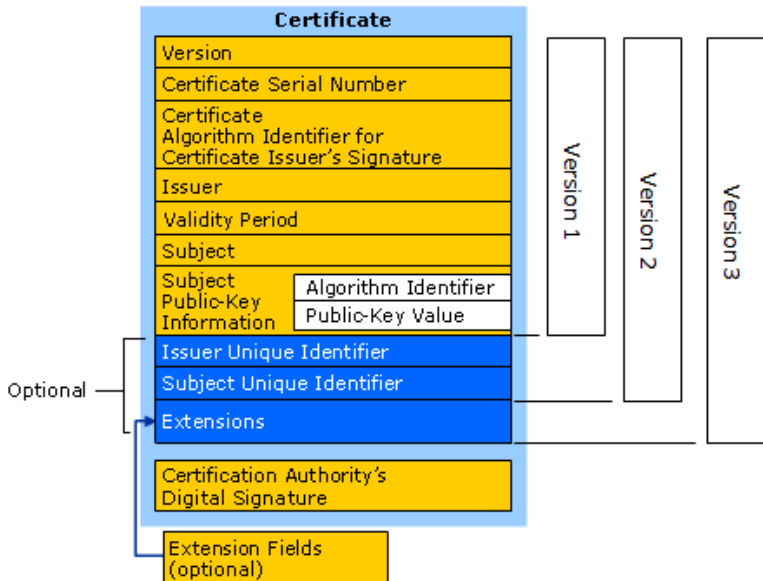 Certificate
Version
Certificate Serial Number
Certificate
Algorithm Identifier for
Certificate Issuer's Signature
Issuer
Validity Period
Subject
Subject
Public-Key
Information
Algorithm Identifier
Public-Key Value
Issuer Unique Identifier
Subject Unique Identifier
Extensions
Optional
Certification Authority's
Digital Signature
Extension Fields
(optional)
Version 1
Version 2
Version 3